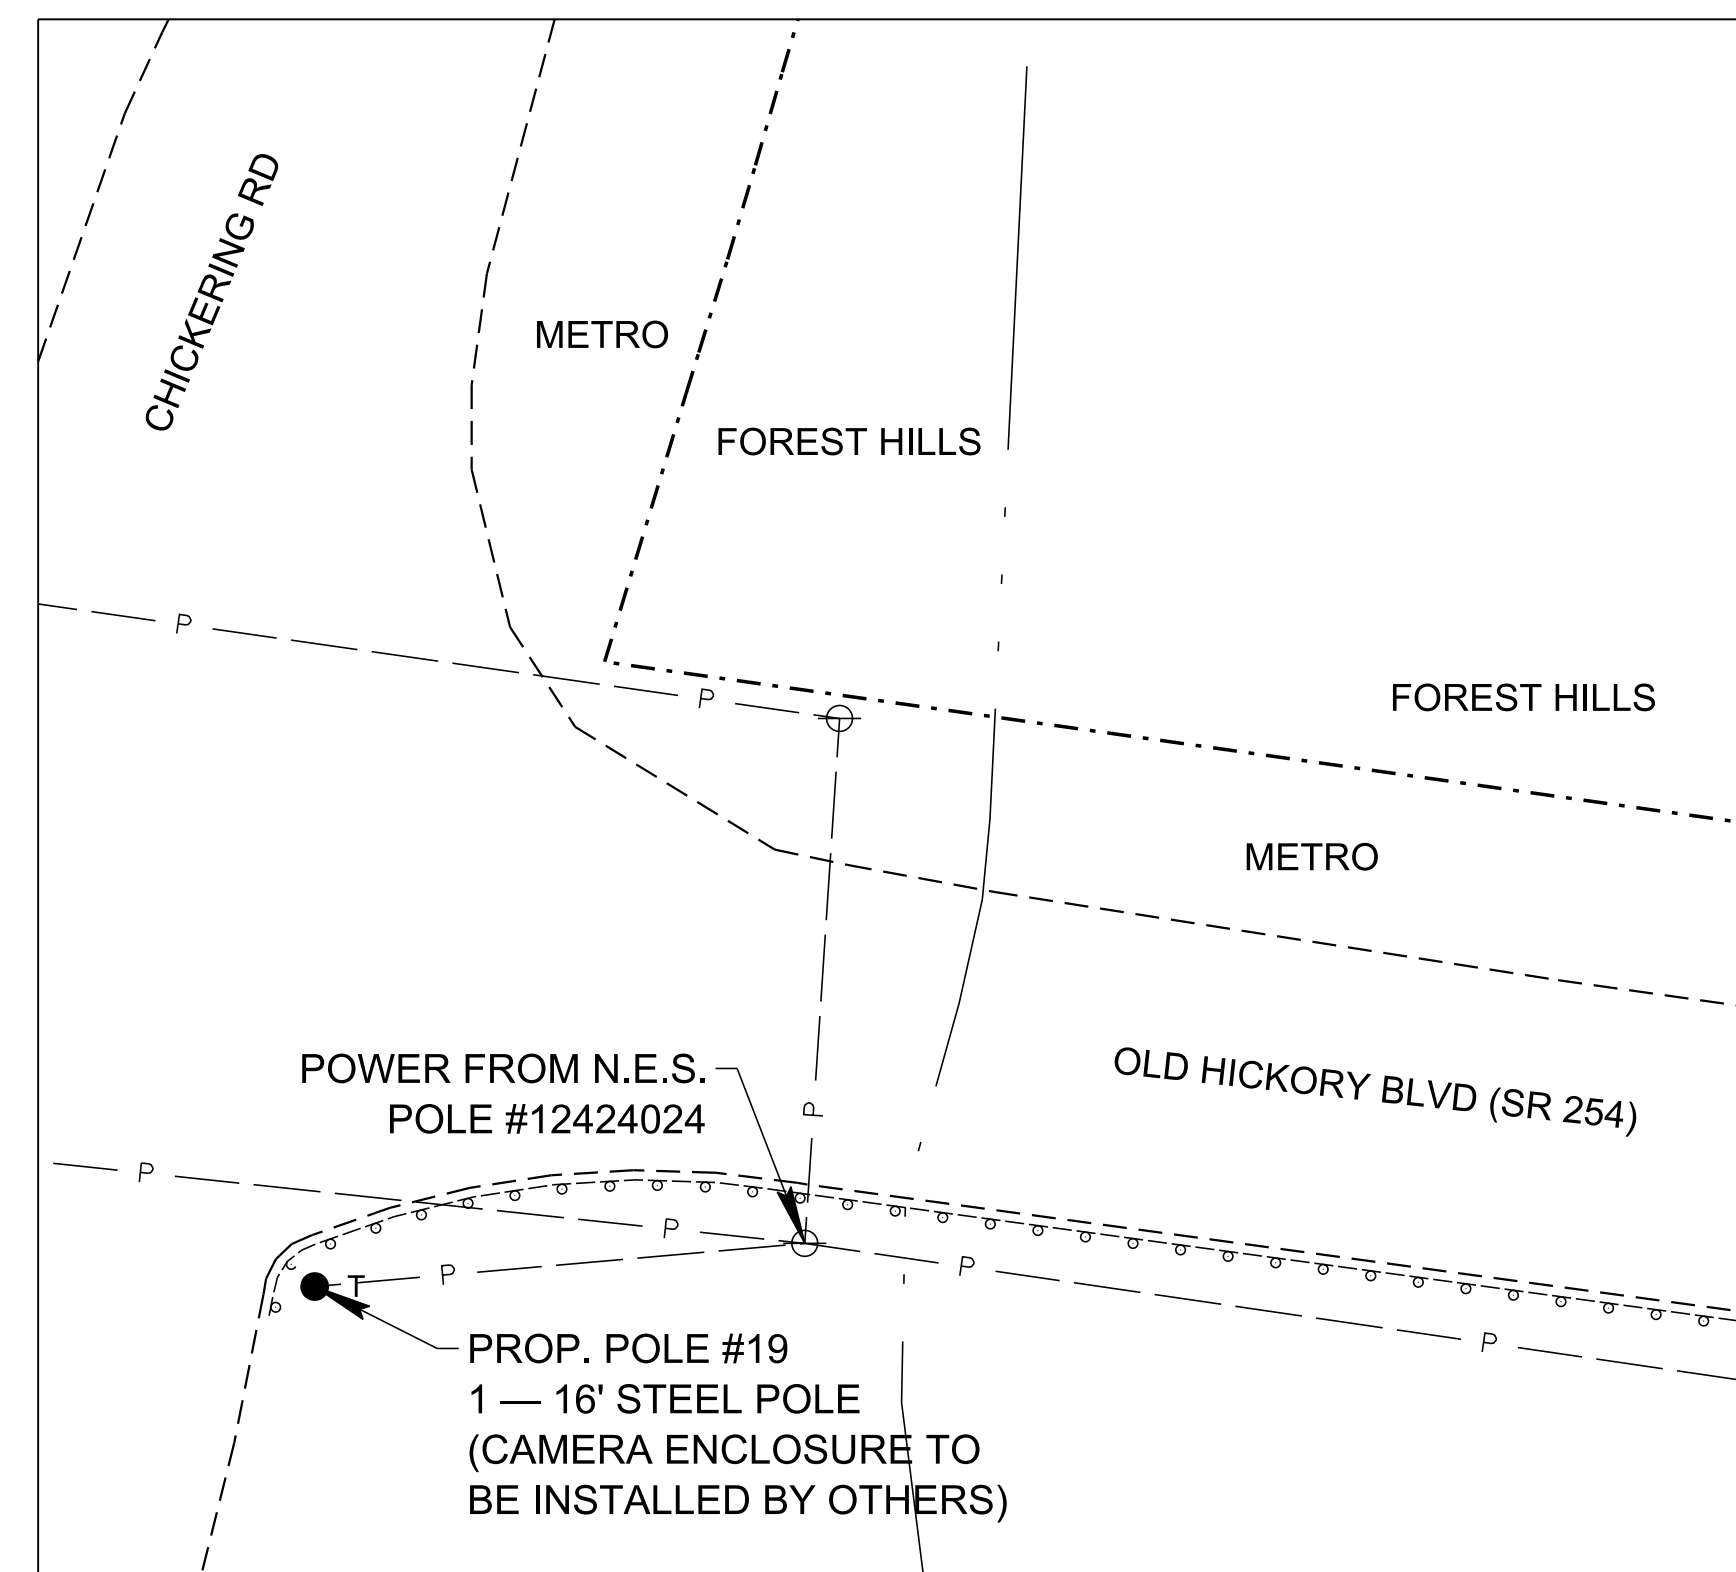 CHICKERING RD
METRO
FOREST HILLS
P
P
FOREST HILLS
METRO
OLD HICKORY BLVD (SR 254)
POWER FROM N.E.S.
POLE #12424024
P
P
P
P
P
T
P
PROP. POLE #19
1 — 16' STEEL POLE
(CAMERA ENCLOSURE TO
BE INSTALLED BY OTHERS)